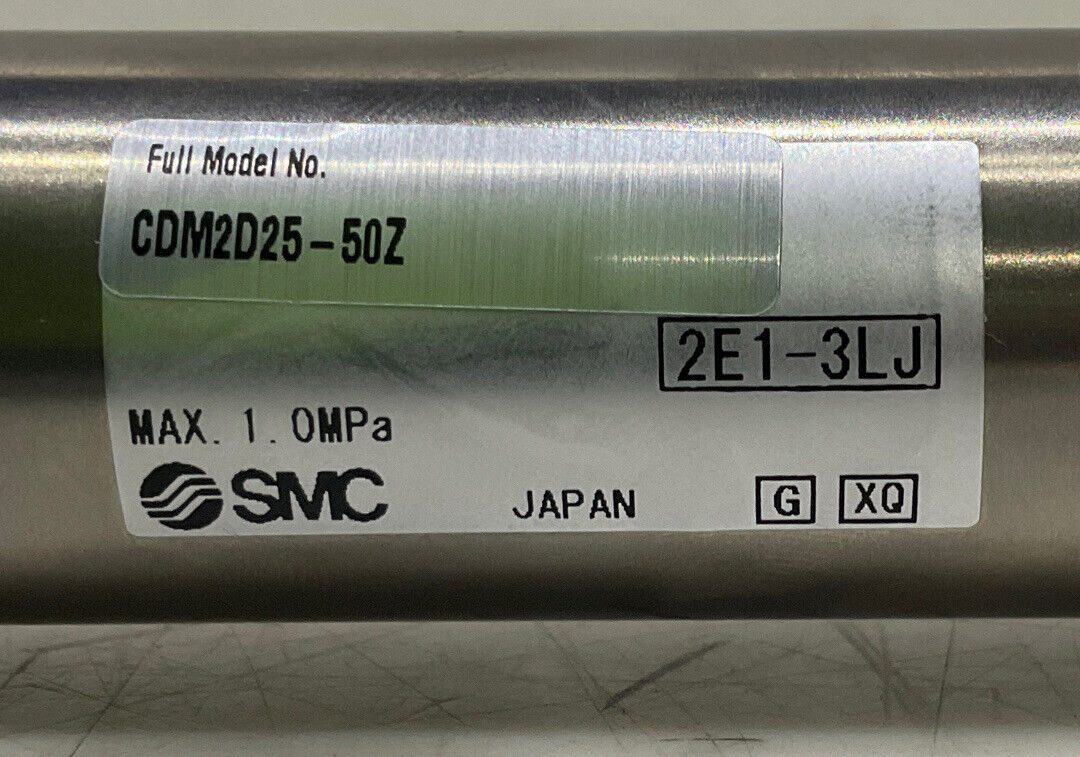 Full Model No.
CDM2D25-50Z
2E1-3LJ
MAX. 1.0MPa
SMC JAPAN G XQ